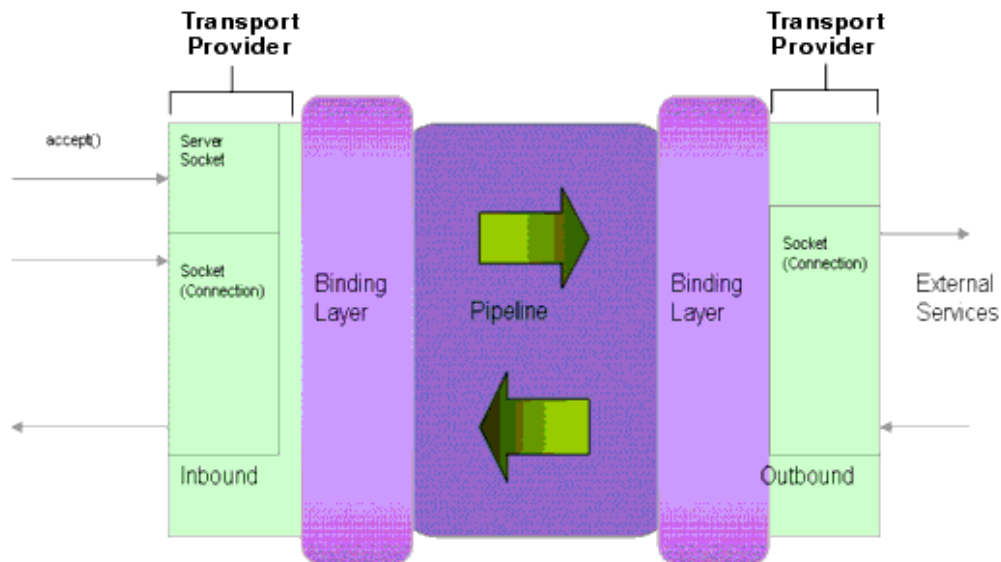 Transport
Provider
Transport
Provider
accept()
Server
Socket
Socket
(Connection)
Inbound
Binding
Layer
Pipeline
Binding
Layer
Socket
(Connection)
Outbound
External
Services